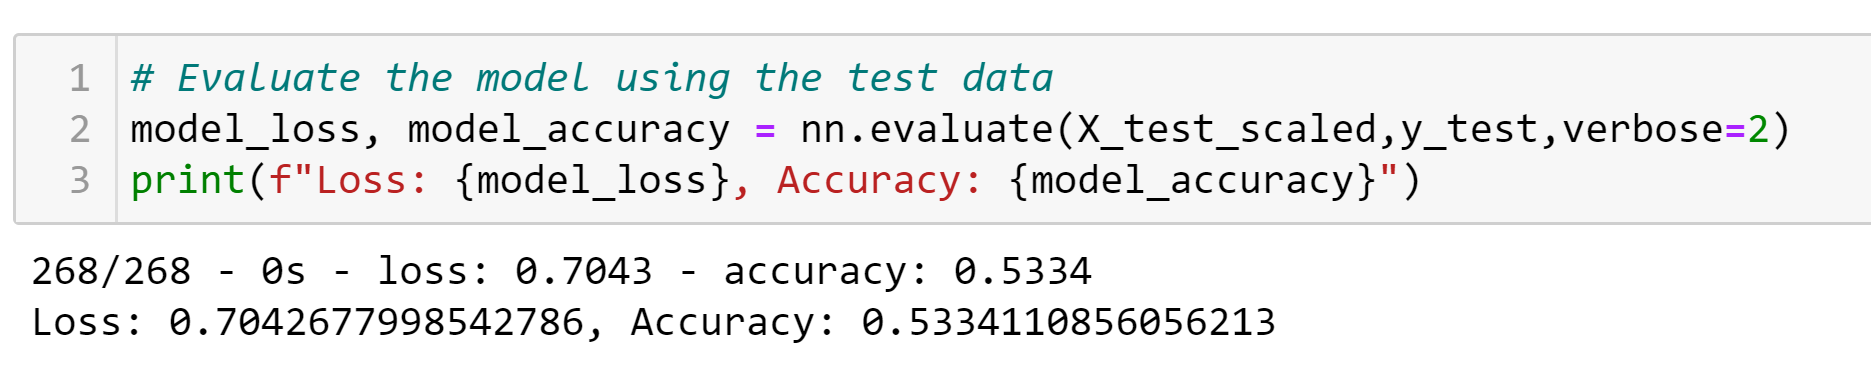 1 # Evaluate the model using the test data
2 model_loss, model_accuracy = nn.evaluate(X_test_scaled,y_test,verbose=2)
3 print(f"Loss: {model_loss}, Accuracy: {model_accuracy}")
268/268 - 0s - loss: 0.7043 - accuracy: 0.5334
Loss: 0.7042677998542786, Accuracy: 0.5334110856056213